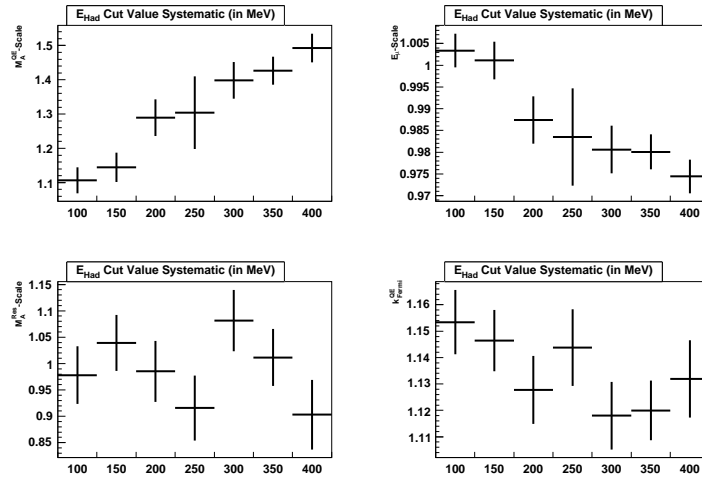 E_Had Cut Value Systematic (in MeV)
M_A^QE-Scale
1.5
1.4
1.3
1.2
1.1
100 150 200 250 300 350 400
E_Had Cut Value Systematic (in MeV)
E_μ-Scale
1.005
1
0.995
0.99
0.985
0.98
0.975
0.97
100 150 200 250 300 350 400
E_Had Cut Value Systematic (in MeV)
M_A^Res-Scale
1.15
1.1
1.05
1
0.95
0.9
0.85
100 150 200 250 300 350 400
E_Had Cut Value Systematic (in MeV)
k_Fermi^QE
1.16
1.15
1.14
1.13
1.12
1.11
100 150 200 250 300 350 400